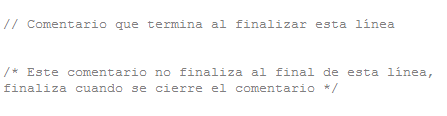 // Comentario que termina al finalizar esta línea
/* Este comentario no finaliza al final de esta línea,
finaliza cuando se cierre el comentario */